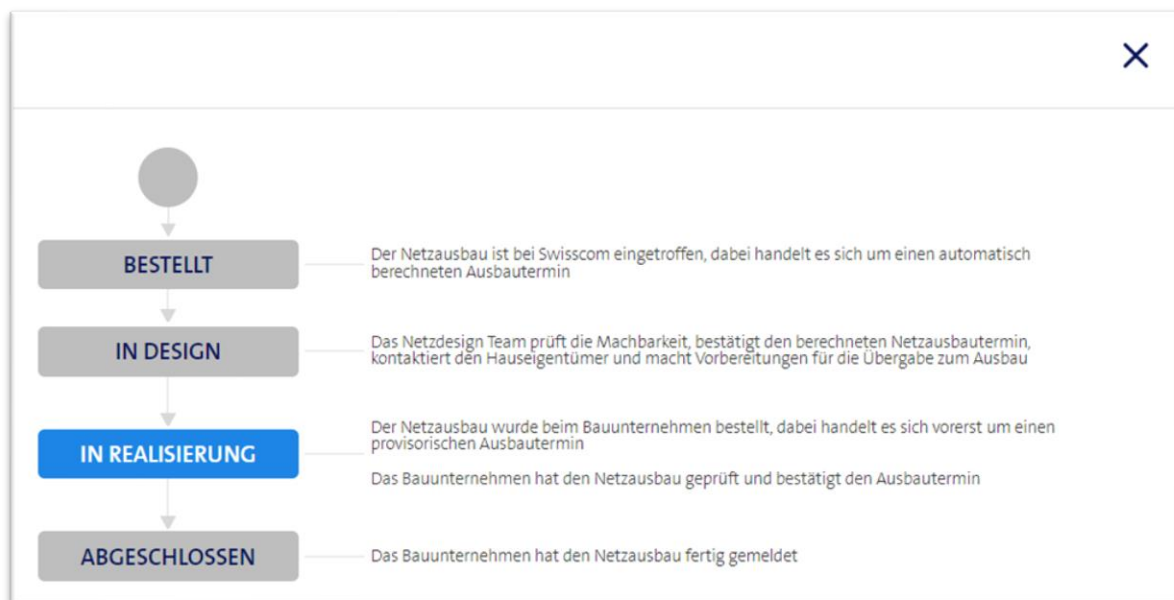 BESTELLT
Der Netzausbau ist bei Swisscom eingetroffen, dabei handelt es sich um einen automatisch
berechneten Ausbautermin
IN DESIGN
Das Netzdesign Team prüft die Machbarkeit, bestätigt den berechneten Netzausbautermin,
kontaktiert den Hauseigentümer und macht Vorbereitungen für die Übergabe zum Ausbau
IN REALISIERUNG
Der Netzausbau wurde beim Bauunternehmen bestellt, dabei handelt es sich vorerst um einen
provisorischen Ausbautermin
Das Bauunternehmen hat den Netzausbau geprüft und bestätigt den Ausbautermin
ABGESCHLOSSEN
Das Bauunternehmen hat den Netzausbau fertig gemeldet